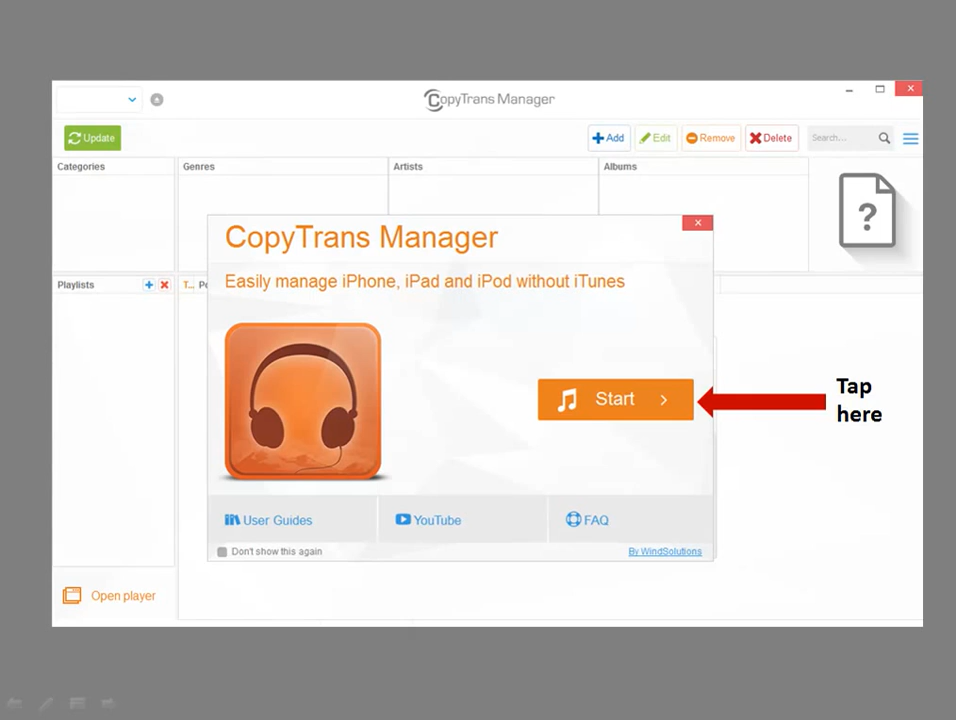 CopyTrans Manager
Update
Add
Edit
Remove
Delete
Search...
Categories
Genres
Artists
Albums
?
CopyTrans Manager
Easily manage iPhone, iPad and iPod without iTunes
Playlists
T...
Start
Tap
here
User Guides
YouTube
FAQ
Don't show this again
By WindSolutions
Open player